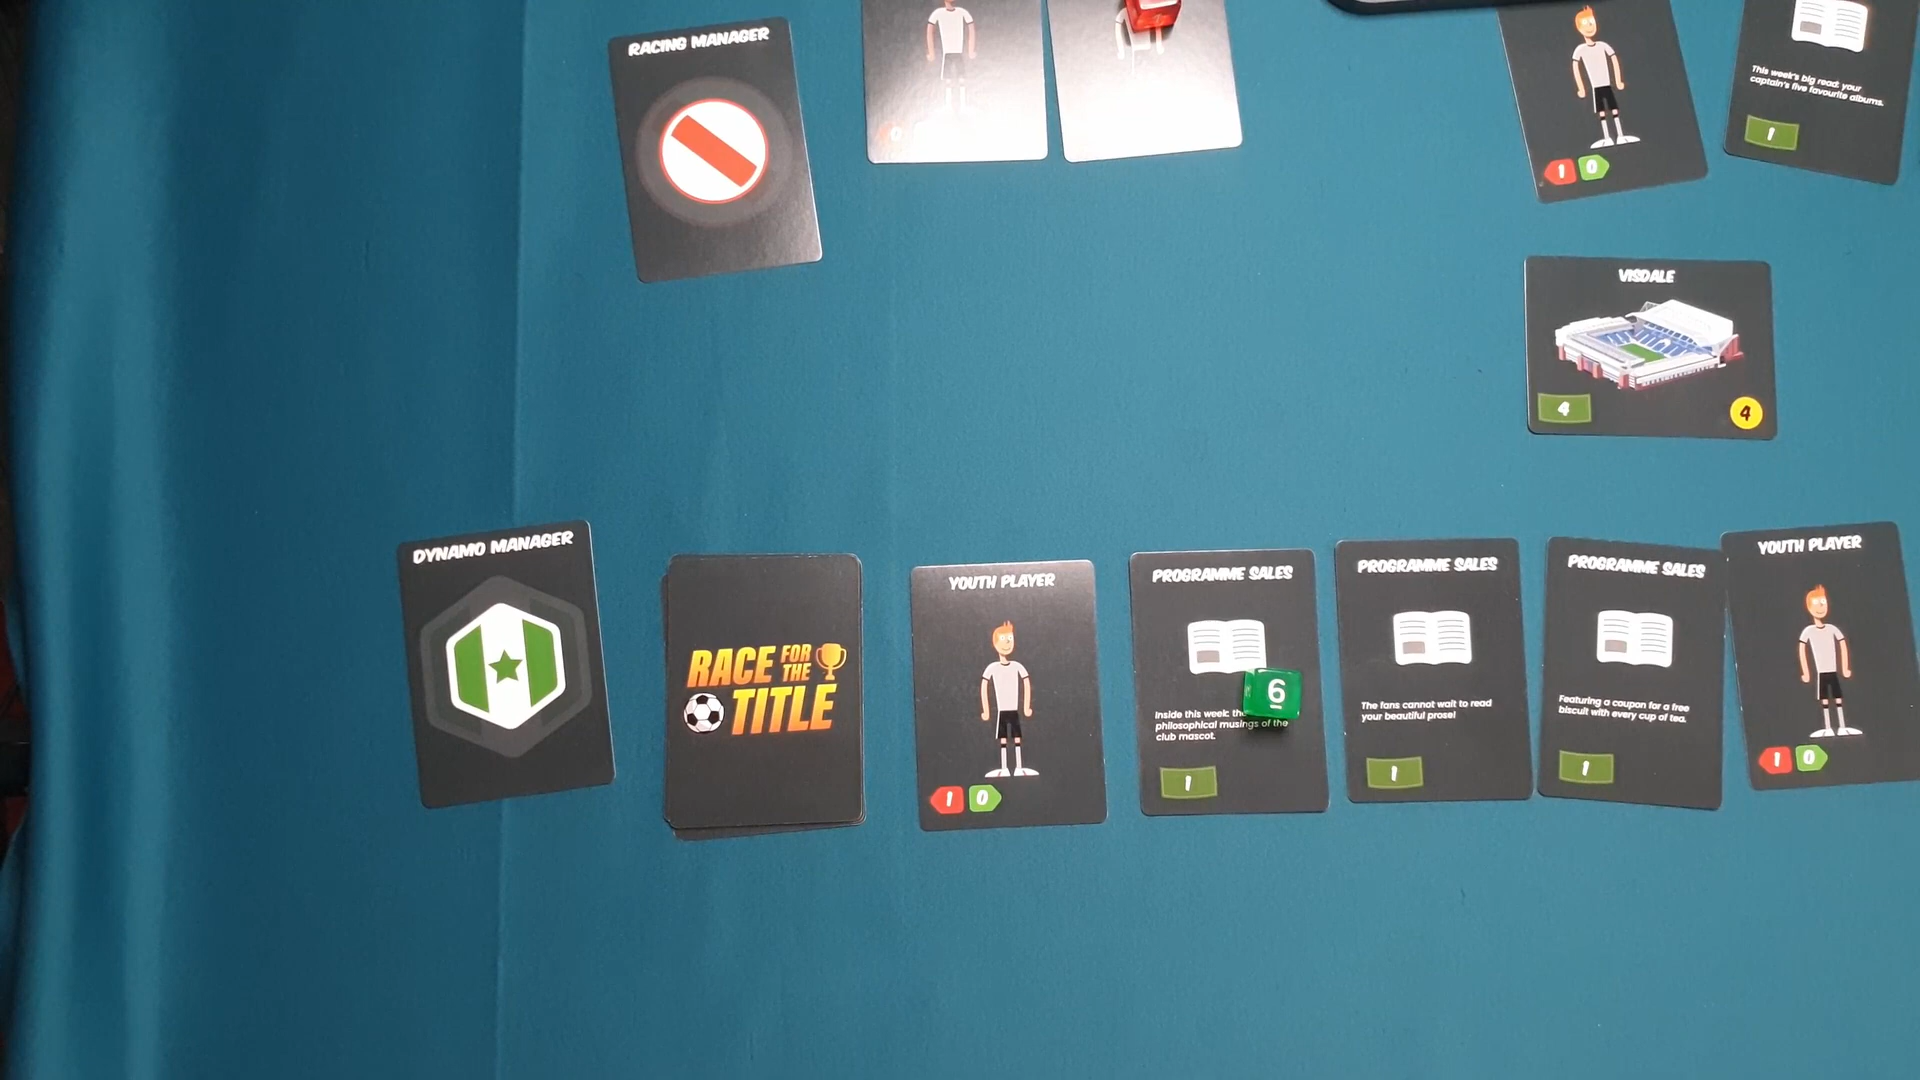 RACING MANAGER
0
1 0
This week's big read: your
captain's five favourite albums.
1
VISDALE
4
4
DYNAMO MANAGER
RACE FOR
THE
TITLE
YOUTH PLAYER
1 0
PROGRAMME SALES
6
Inside this week: the
philosophical musings of the
club mascot.
1
PROGRAMME SALES
The fans cannot wait to read
your beautiful prose!
1
PROGRAMME SALES
Featuring a coupon for a free
biscuit with every cup of tea.
1
YOUTH PLAYER
1 0